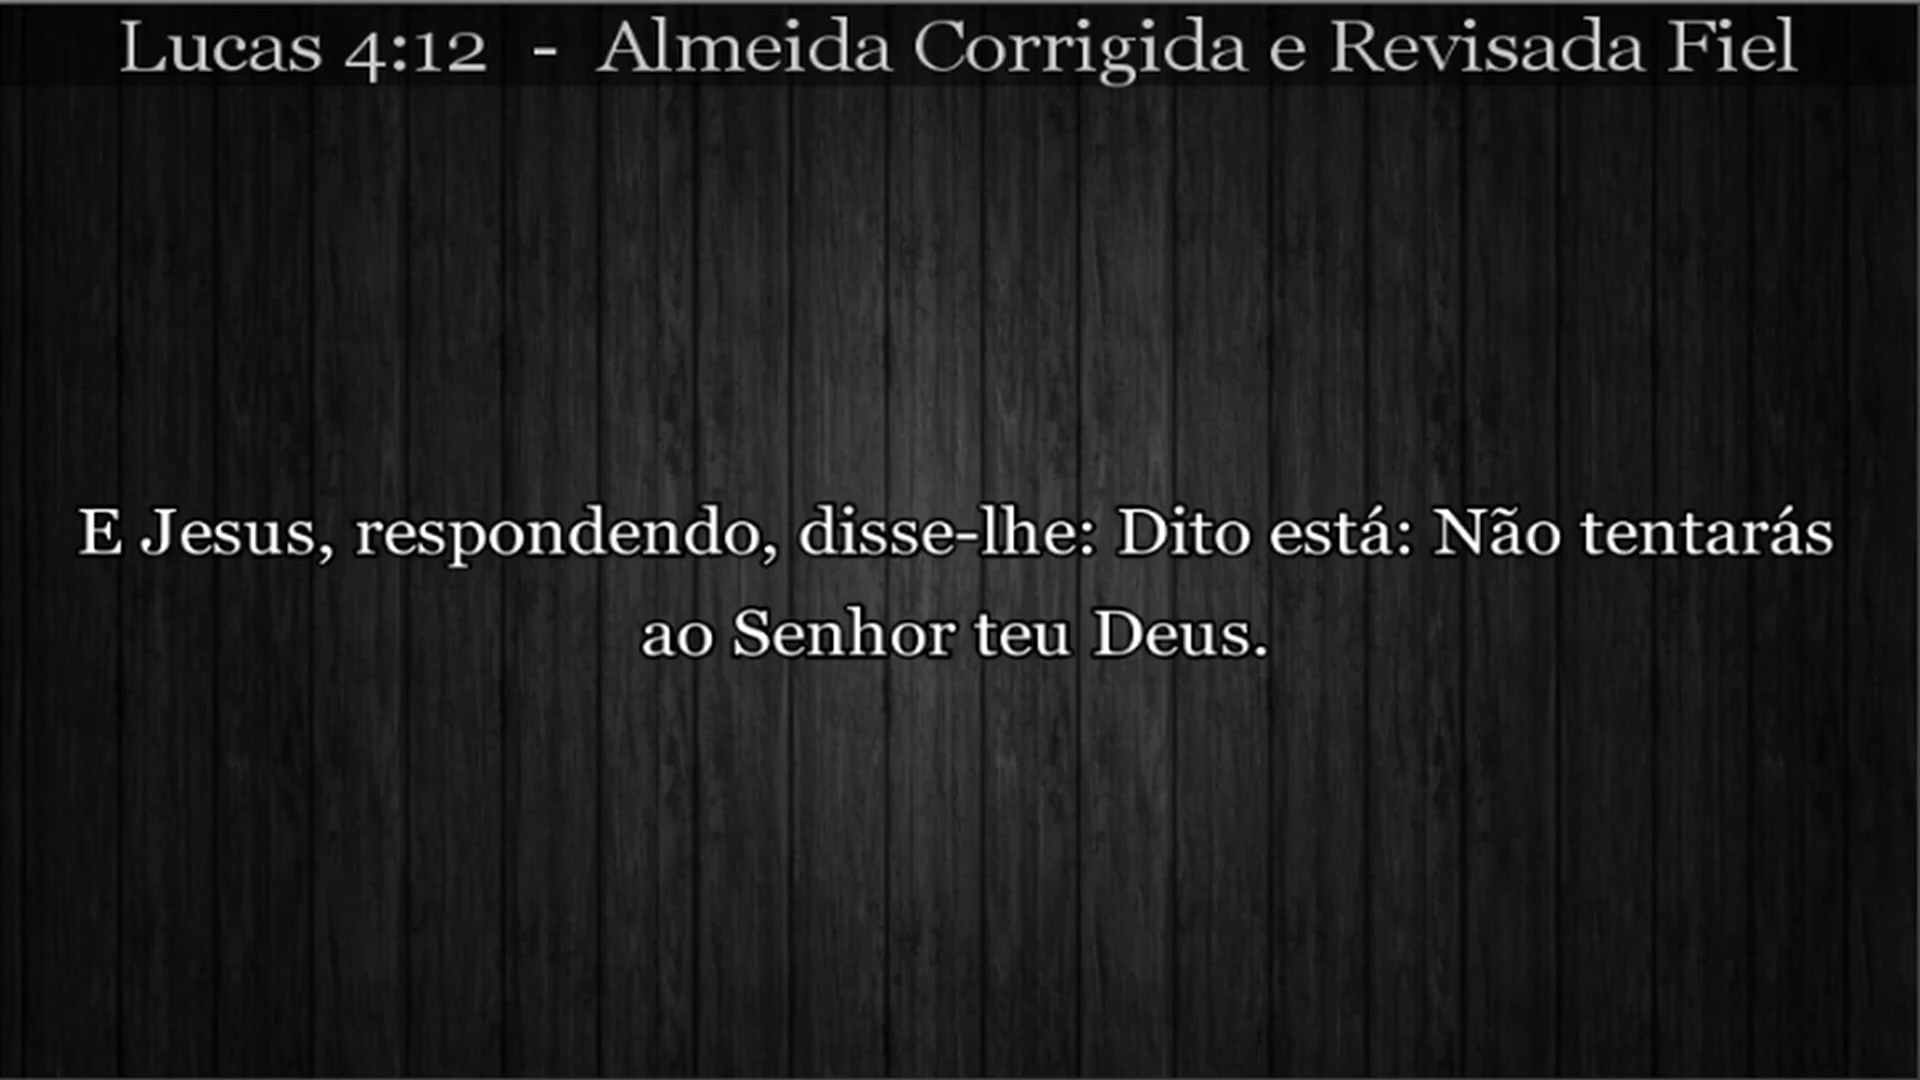 Lucas 4:12 - Almeida Corrigida e Revisada Fiel
E Jesus, respondendo, disse-lhe: Dito está: Não tentarás
ao Senhor teu Deus.